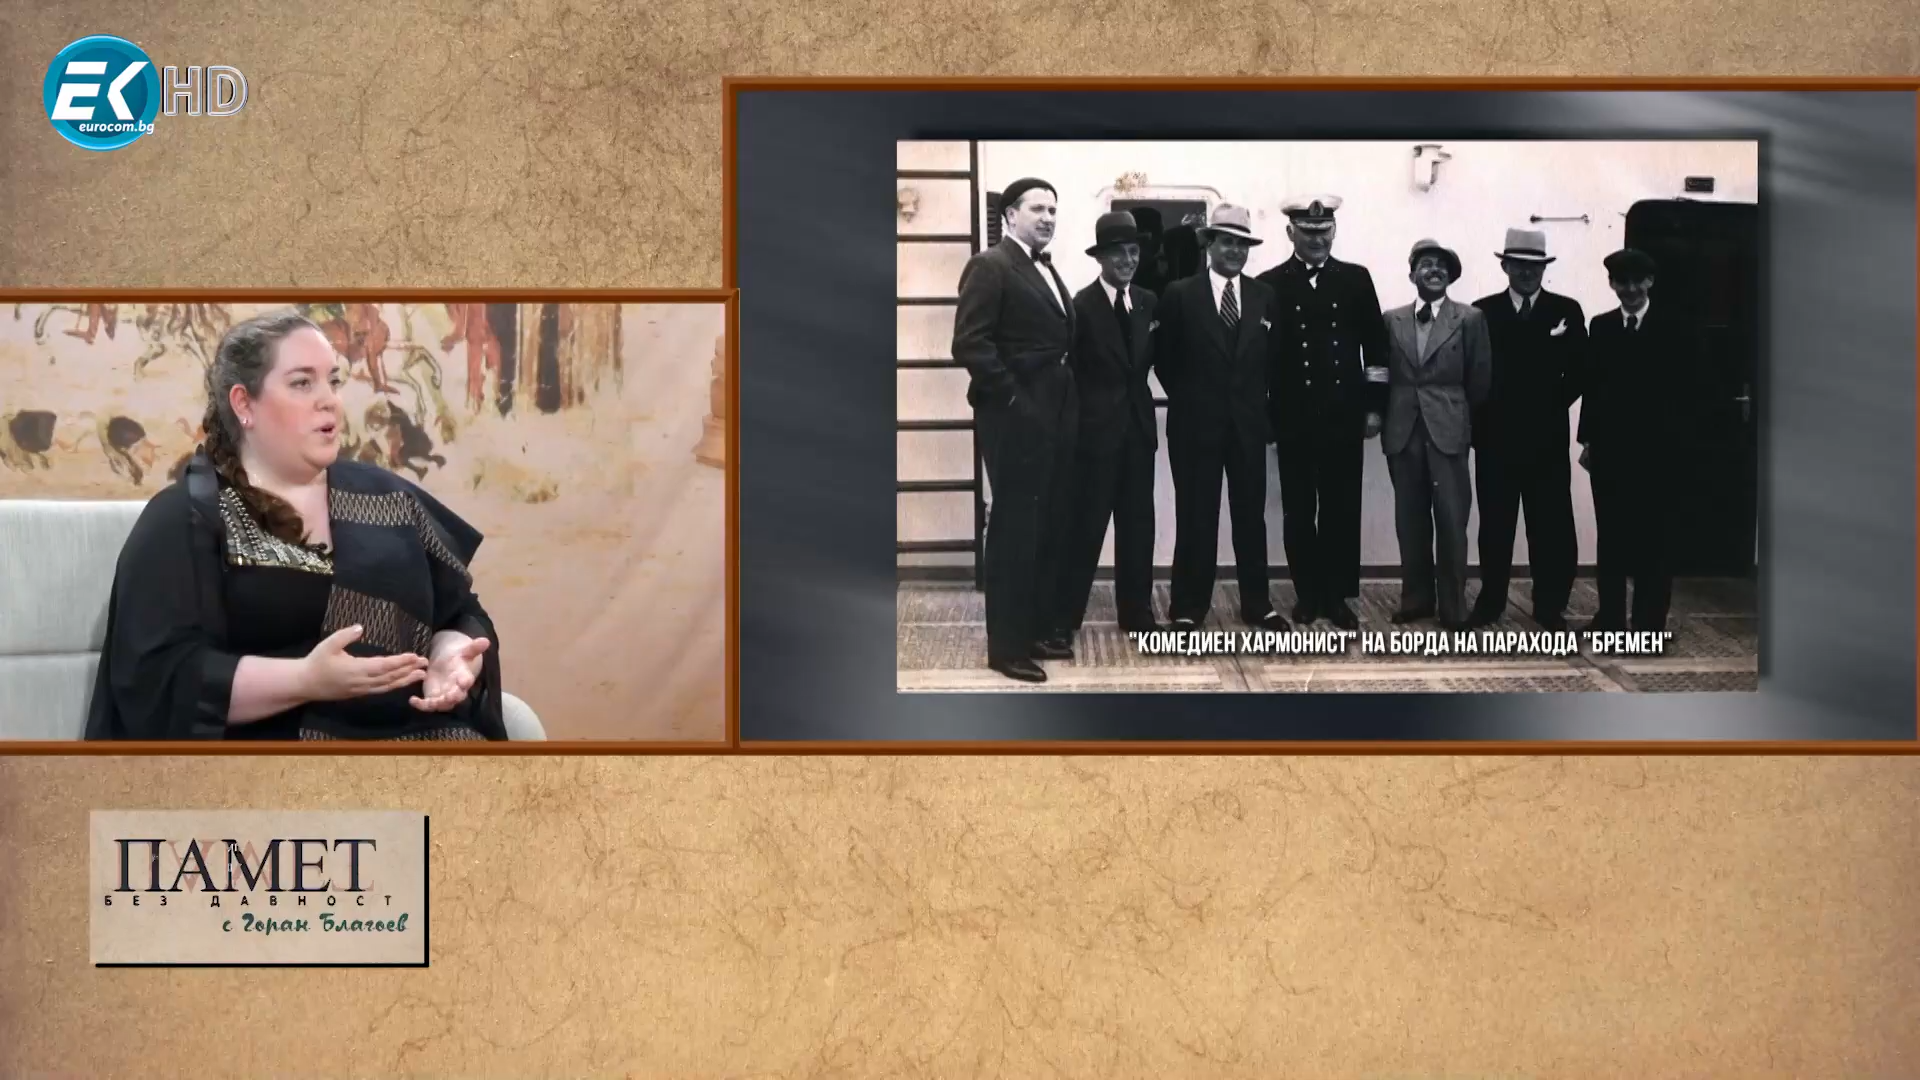 EK HD
eurocom.bg
"КОМЕДИЕН ХАРМОНИСТ" НА БОРДА НА ПАРАХОДА "БРЕМЕН"
ПАМЕТ
БЕЗ ДАВНОСТ
с Горан Благоев